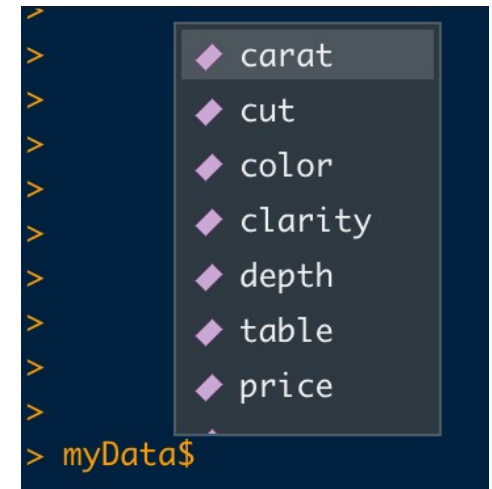 >
>
>
>
>
>
>
>
>
>
carat
cut
color
clarity
depth
table
price
> myData$